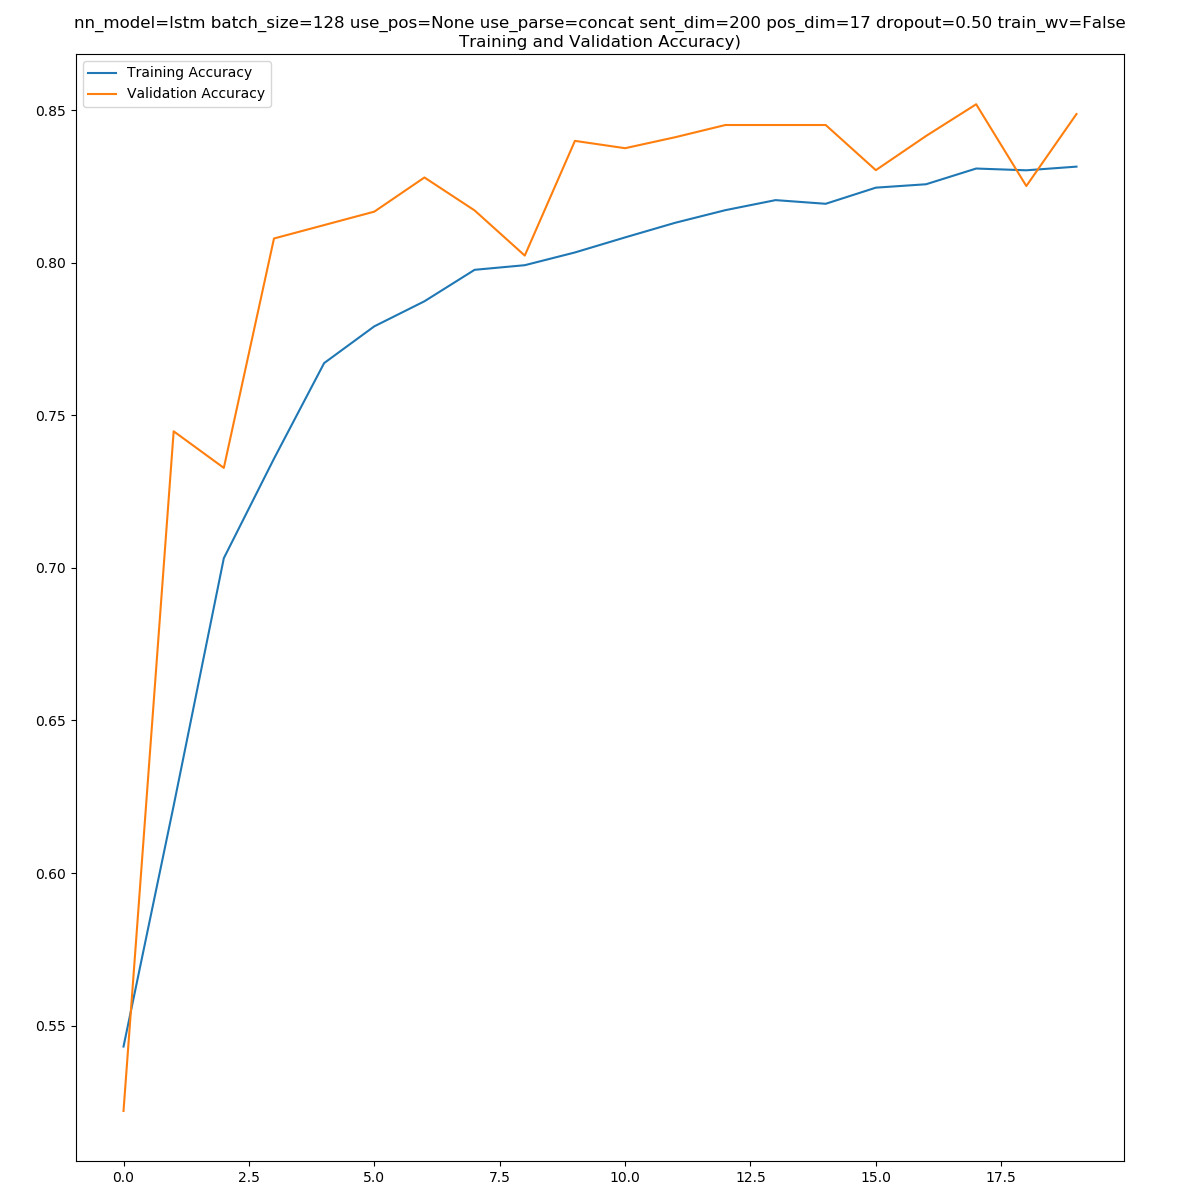 nn_model=lstm batch_size=128 use_pos=None use_parse=concat sent_dim=200 pos_dim=17 dropout=0.50 train_wv=False
Training and Validation Accuracy)
Training Accuracy
Validation Accuracy
0.85
0.80
0.75
0.70
0.65
0.60
0.55
0.0 2.5 5.0 7.5 10.0 12.5 15.0 17.5